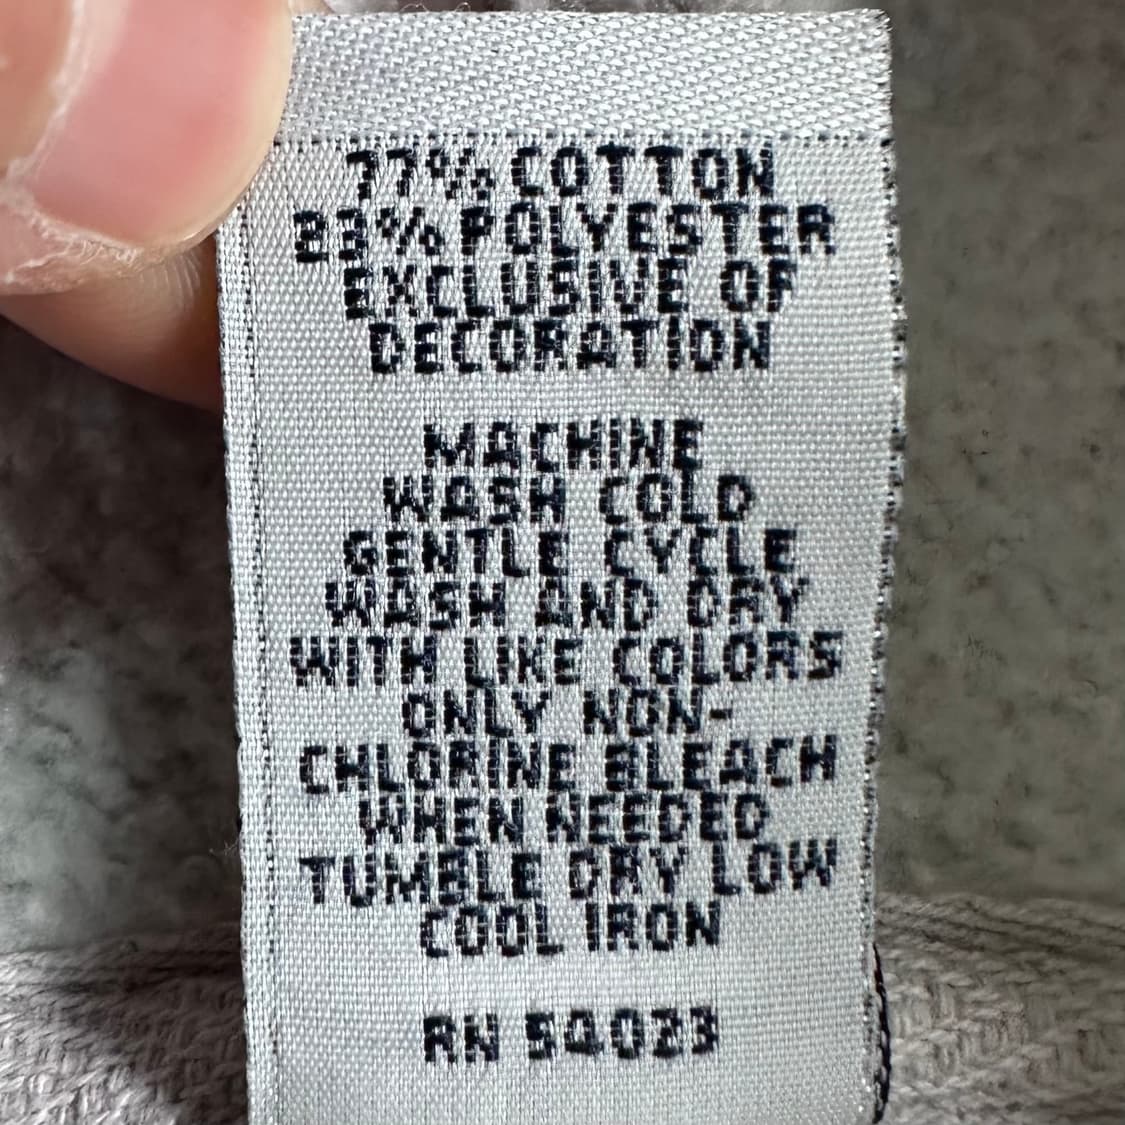 77% COTTON
33% POLYESTER
EXCLUSIVE OF
DECORATION
MACHINE
WASH COLD
GENTLE CYCLE
WASH AND DRY
WITH LIKE COLORS
ONLY NON-
CHLORINE BLEACH
WHEN NEEDED
TUMBLE DRY LOW
COOL IRON
RN 54023